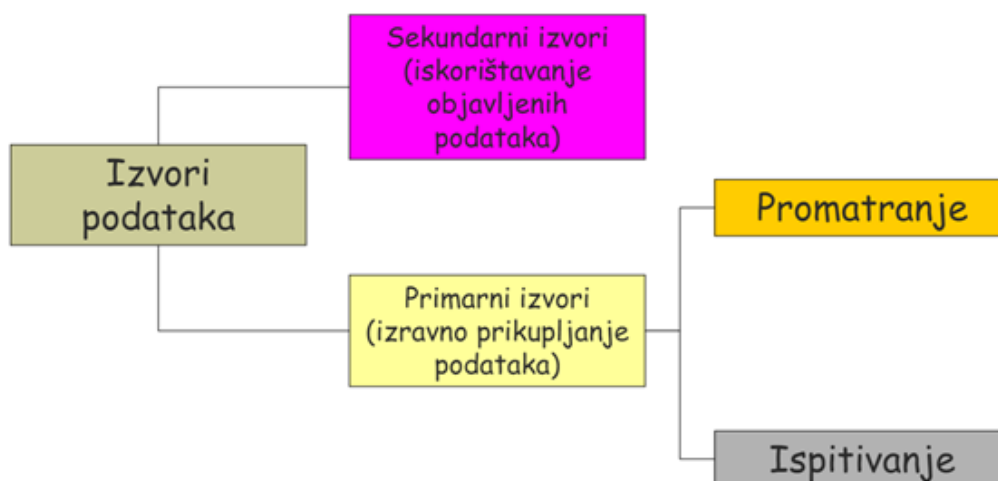 Sekundarni izvori
(iskorištavanje
objavljenih
podataka)
Izvori
podataka
Promatranje
Primarni izvori
(izravno prikupljanje
podataka)
Ispitivanje